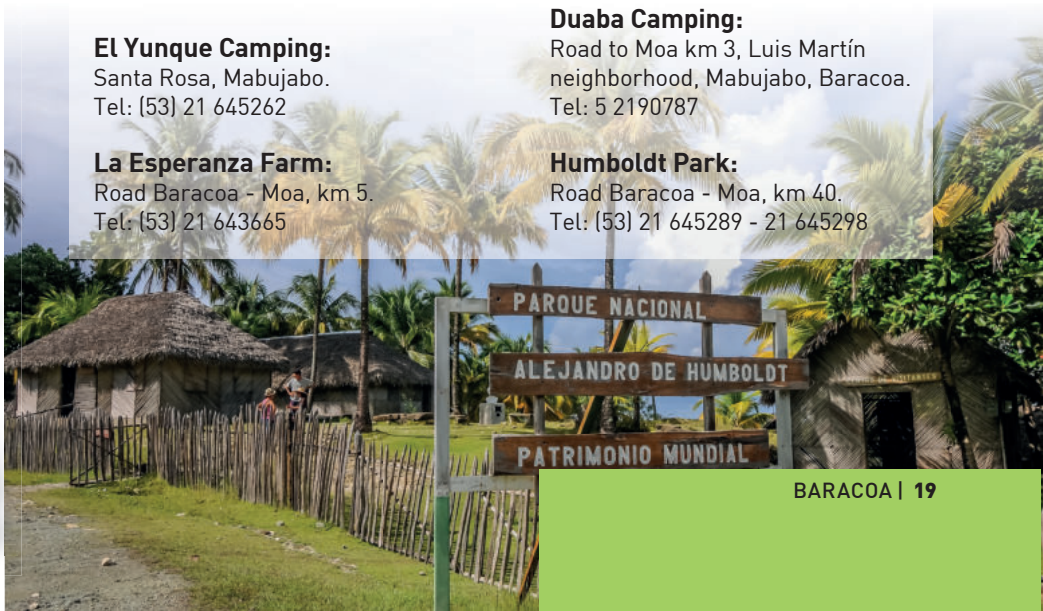 El Yunque Camping:
Santa Rosa, Mabujabo.
Tel: (53) 21 645262
La Esperanza Farm:
Road Baracoa - Moa, km 5.
Tel: (53) 21 643665
Duaba Camping:
Road to Moa km 3, Luis Martín
neighborhood, Mabujabo, Baracoa.
Tel: 5 2190787
Humboldt Park:
Road Baracoa - Moa, km 40.
Tel: (53) 21 645289 - 21 645298
PARQUE NACIONAL
ALEJANDRO DE HUMBOLDT
PATRIMONIO MUNDIAL
BARACOA | 19